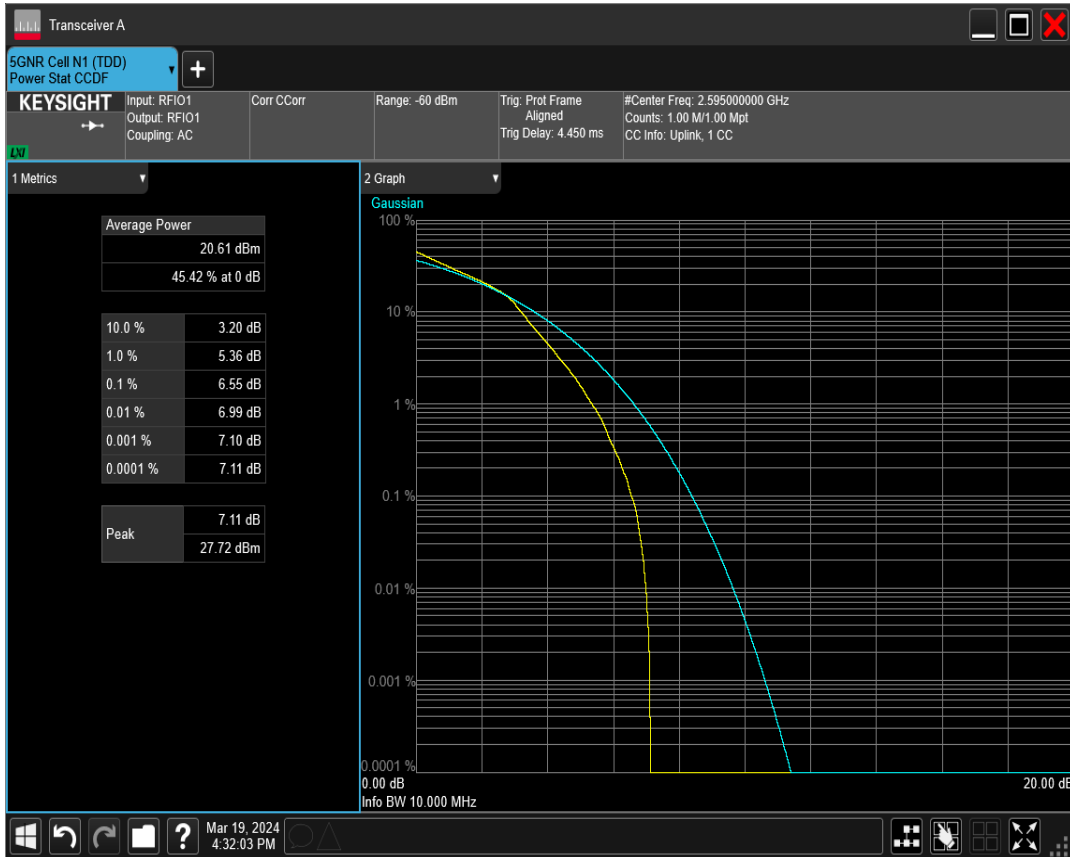 Transceiver A
5GNR Cell N1 (TDD)
Power Stat CCDF
+
KEYSIGHT
LXI
Input: RFIO1
Output: RFIO1
Coupling: AC
Corr CCorr
Range: -60 dBm
Trig: Prot Frame
Aligned
Trig Delay: 4.450 ms
#Center Freq: 2.595000000 GHz
Counts: 1.00 M/1.00 Mpt
CC Info: Uplink, 1 CC
1 Metrics
Average Power
20.61 dBm
45.42 % at 0 dB
10.0 % 3.20 dB
1.0 % 5.36 dB
0.1 % 6.55 dB
0.01 % 6.99 dB
0.001 % 7.10 dB
0.0001 % 7.11 dB
Peak
7.11 dB
27.72 dBm
2 Graph
Gaussian
100 %
10 %
1 %
0.1 %
0.01 %
0.001 %
0.0001 %
0.00 dB 20.00 dB
Info BW 10.000 MHz
?
Mar 19, 2024
4:32:03 PM